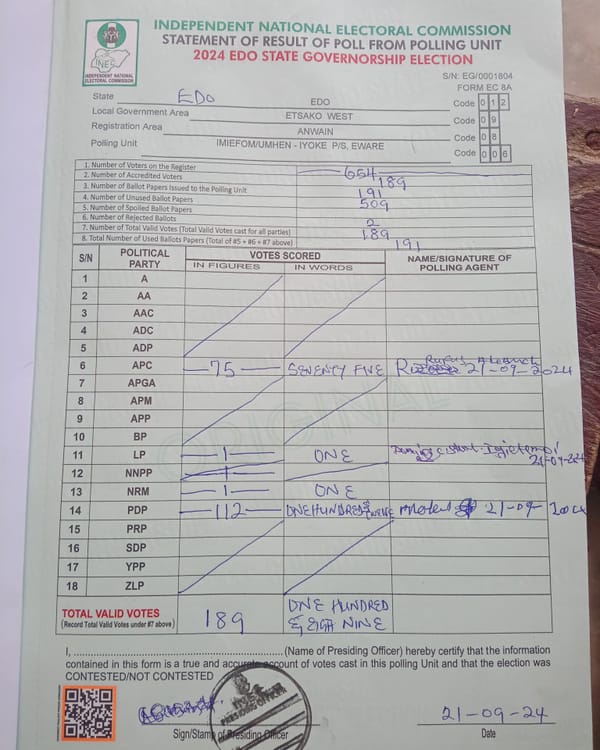 INDEPENDENT NATIONAL ELECTORAL COMMISSION
STATEMENT OF RESULT OF POLL FROM POLLING UNIT
2024 EDO STATE GOVERNORSHIP ELECTION
INEC
INDEPENDENT NATIONAL
ELECTORAL COMMISSION
S/N: EG/0001604
FORM EC 8A
State EDO EDO Code 0 1 2
Local Government Area ETSAKO WEST Code 0 9
Registration Area ANWAIN Code 0 8
Polling Unit IMIEFOM/UMHEN - IYOKE P/S, EWARE Code 0 0 6
1. Number of Voters on the Register 654
2. Number of Accredited Voters 189
3. Number of Ballot Papers Issued to the Polling Unit
4. Number of Unused Ballot Papers 191
5. Number of Spoiled Ballot Papers 509
6. Number of Rejected Ballots 2
7. Number of Total Valid Votes (Total Valid Votes cast for all parties) 189
8. Total Number of Used Ballots Papers (Total of #5 + #6 + #7 above) 191
S/N POLITICAL PARTY VOTES SCORED NAME/SIGNATURE OF POLLING AGENT
IN FIGURES IN WORDS
1 A
2 AA
3 AAC
4 ADC
5 ADP
6 APC 75 SEVENTY FIVE 21-09-2024
7 APGA
8 APM
9 APP
10 BP
11 LP 1 ONE 21-09-224
12 NNPP 1
13 NRM 1 ONE
14 PDP 112 ONE HUNDRED & TWELVE 21-09-
15 PRP
16 SDP
17 YPP
18 ZLP
TOTAL VALID VOTES
(Record Total Valid Votes under #7 above)
189
ONE HUNDRED
& NINE
I, ..........(Name of Presiding Officer) hereby certify that the information
contained in this form is a true and accurate account of votes cast in this polling Unit and that the election was
CONTESTED/NOT CONTESTED
PRESIDING OFFICER
21-09-24
Sign/Stamp of Presiding Officer Date